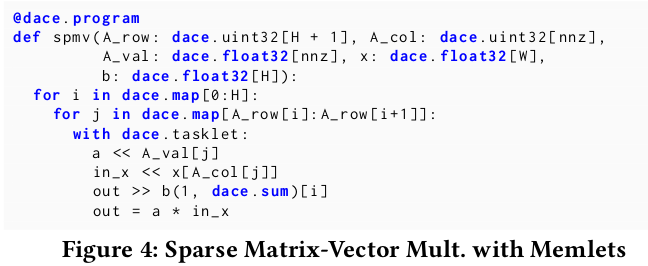 @dace.program
def spmv(A_row: dace.uint32[H + 1], A_col: dace.uint32[nnz],
         A_val: dace.float32[nnz], x: dace.float32[W],
         b: dace.float32[H]):
  for i in dace.map[0:H]:
    for j in dace.map[A_row[i]:A_row[i+1]]:
      with dace.tasklet:
        a << A_val[j]
        in_x << x[A_col[j]]
        out >> b(1, dace.sum)[i]
        out = a * in_x
Figure 4: Sparse Matrix-Vector Mult. with Memlets